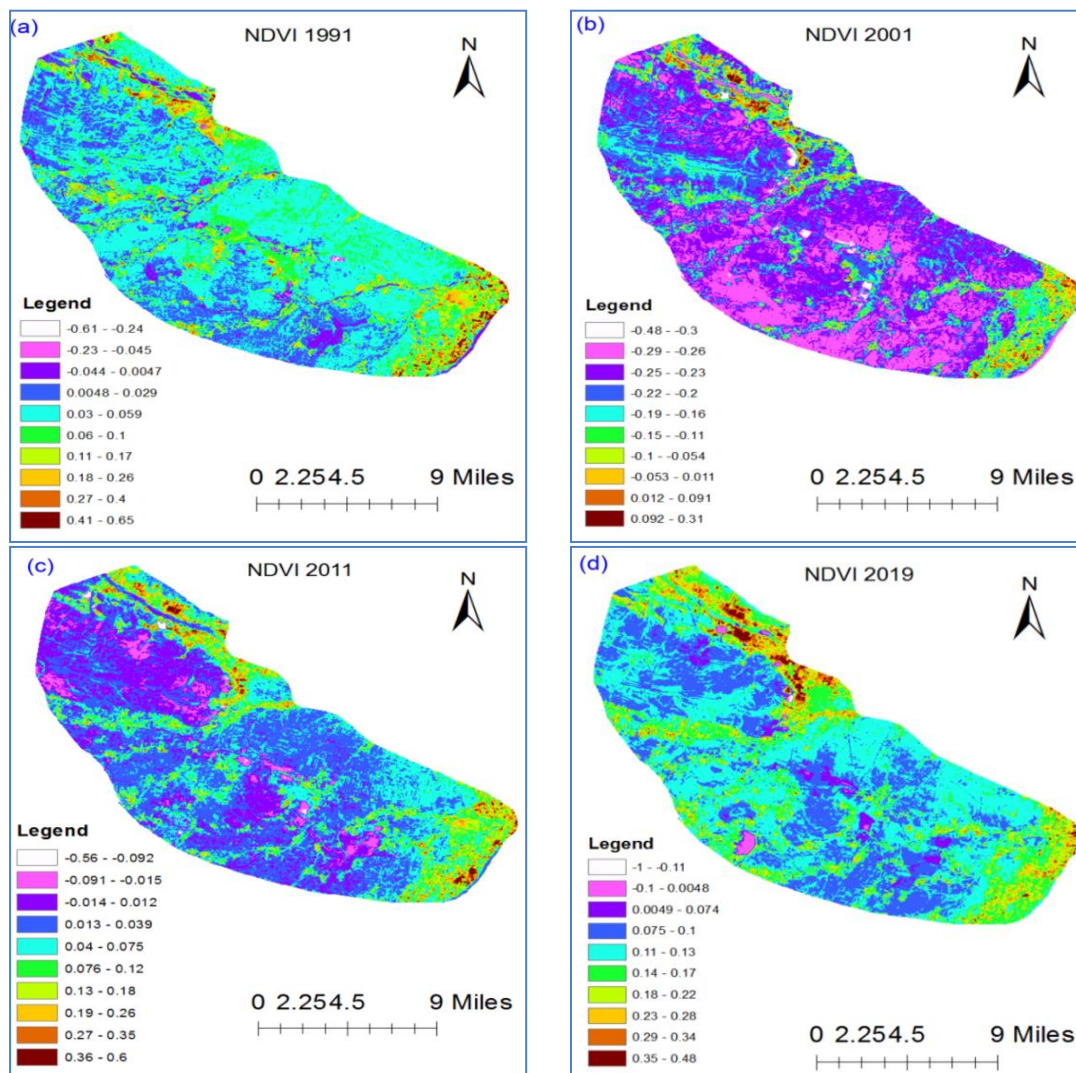 (a)
NDVI 1991
N
Legend
-0.61 - -0.24
-0.23 - -0.045
-0.044 - 0.0047
0.0048 - 0.029
0.03 - 0.059
0.06 - 0.1
0.11 - 0.17
0.18 - 0.26
0.27 - 0.4
0.41 - 0.65
0 2.254.5 9 Miles
(b)
NDVI 2001
N
Legend
-0.48 - -0.3
-0.29 - -0.26
-0.25 - -0.23
-0.22 - -0.2
-0.19 - -0.16
-0.15 - -0.11
-0.1 - -0.054
-0.053 - 0.011
0.012 - 0.091
0.092 - 0.31
0 2.254.5 9 Miles
(c)
NDVI 2011
N
Legend
-0.56 - -0.092
-0.091 - -0.015
-0.014 - 0.012
0.013 - 0.039
0.04 - 0.075
0.076 - 0.12
0.13 - 0.18
0.19 - 0.26
0.27 - 0.35
0.36 - 0.6
0 2.254.5 9 Miles
(d)
NDVI 2019
N
Legend
-1 - -0.11
-0.1 - 0.0048
0.0049 - 0.074
0.075 - 0.1
0.11 - 0.13
0.14 - 0.17
0.18 - 0.22
0.23 - 0.28
0.29 - 0.34
0.35 - 0.48
0 2.254.5 9 Miles